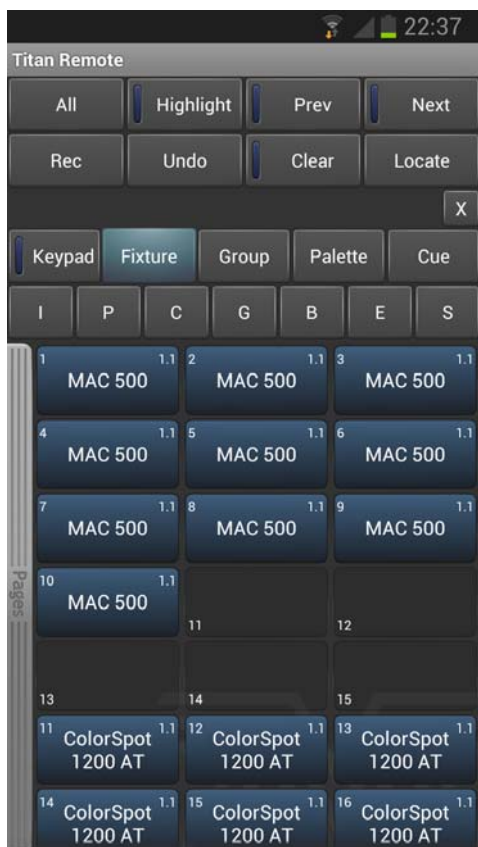 22:37
Titan Remote
All Highlight Prev Next
Rec Undo Clear Locate
X
Keypad Fixture Group Palette Cue
I P C G B E S
Pages
1 1.1 2 1.1 3 1.1
MAC 500 MAC 500 MAC 500
4 1.1 5 1.1 6 1.1
MAC 500 MAC 500 MAC 500
7 1.1 8 1.1 9 1.1
MAC 500 MAC 500 MAC 500
10 1.1
MAC 500
11 12
13 14 15
11 1.1 12 1.1 13 1.1
ColorSpot ColorSpot ColorSpot
1200 AT 1200 AT 1200 AT
14 1.1 15 1.1 16 1.1
ColorSpot ColorSpot ColorSpot
1200 AT 1200 AT 1200 AT